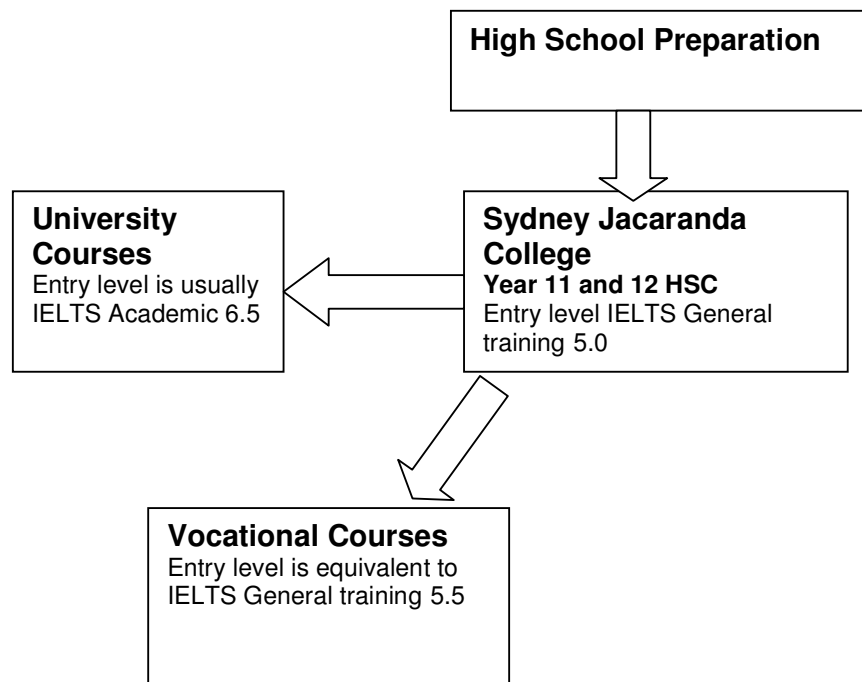 High School Preparation
University
Courses
Entry level is usually
IELTS Academic 6.5
Sydney Jacaranda
College
Year 11 and 12 HSC
Entry level IELTS General
training 5.0
Vocational Courses
Entry level is equivalent to
IELTS General training 5.5